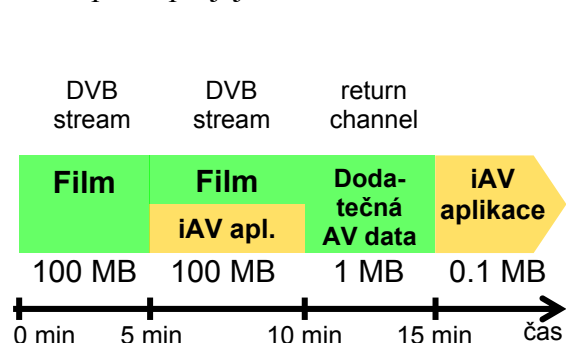 DVB
stream
DVB
stream
return
channel
Film
Film
iAV apl.
Doda-
tečná
AV data
iAV
aplikace
100 MB
100 MB
1 MB
0.1 MB
0 min
5 min
10 min
15 min
čas